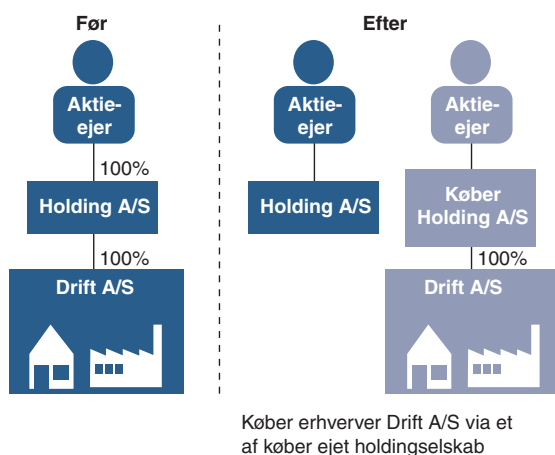 Før
Aktie-
ejer
100%
Holding A/S
100%
Drift A/S
Efter
Aktie-
ejer
Holding A/S
Aktie-
ejer
Køber
Holding A/S
100%
Drift A/S
Køber erhverver Drift A/S via et
af køber ejet holdingselskab